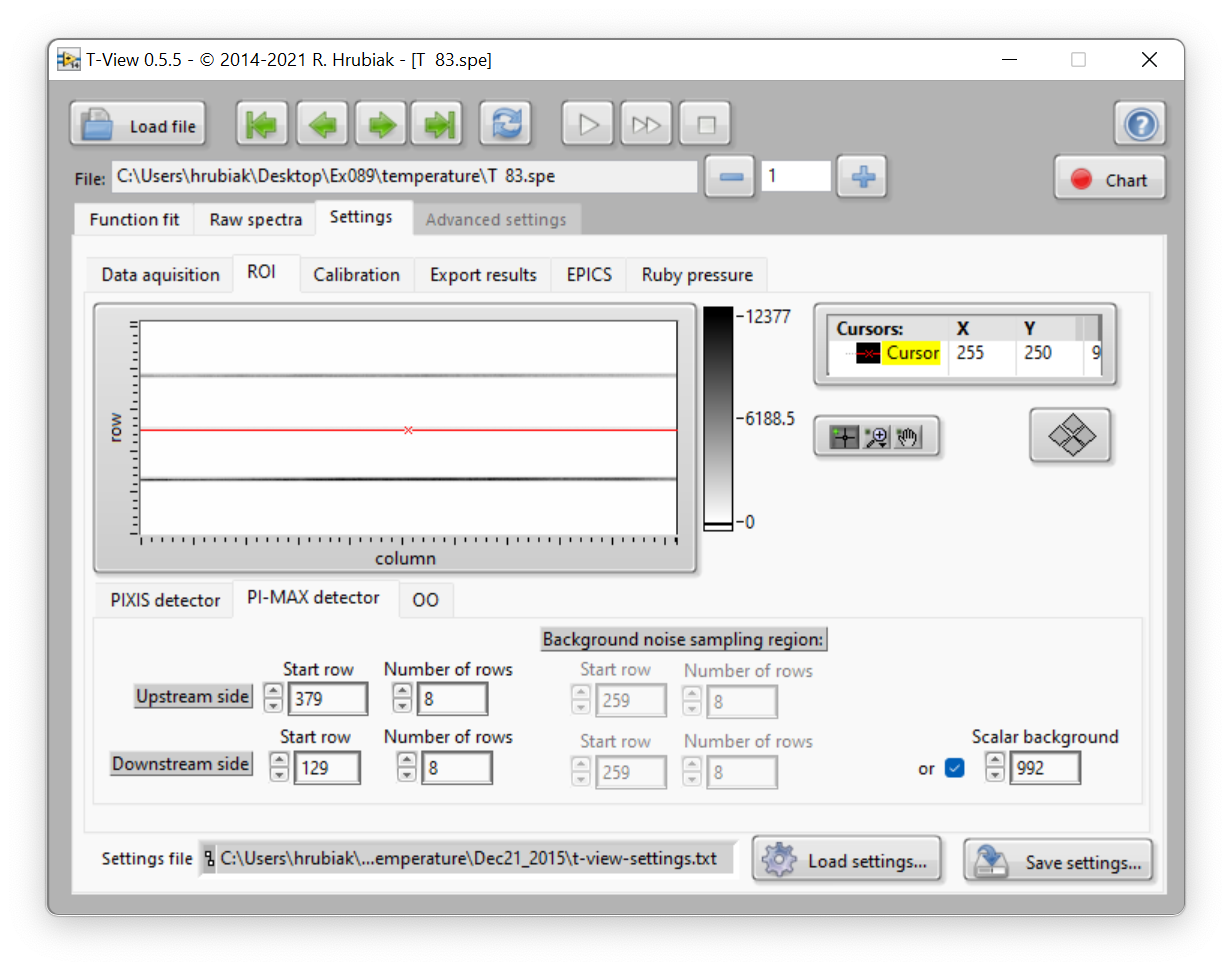 T-View 0.5.5 - © 2014-2021 R. Hrubiak - [T  83.spe]
Load file
File: C:\Users\hrubiak\Desktop\Ex089\temperature\T  83.spe 1 Chart
Function fit Raw spectra Settings Advanced settings
Data aquisition ROI Calibration Export results EPICS Ruby pressure
row
column
12377
6188.5
0
Cursors: X Y
Cursor 255 250 9
PIXIS detector PI-MAX detector OO
Background noise sampling region:
Start row Number of rows Start row Number of rows
Upstream side 379 8 259 8
Start row Number of rows Start row Number of rows Scalar background
Downstream side 129 8 259 8 or 992
Settings file C:\Users\hrubiak\...emperature\Dec21_2015\t-view-settings.txt Load settings... Save settings...